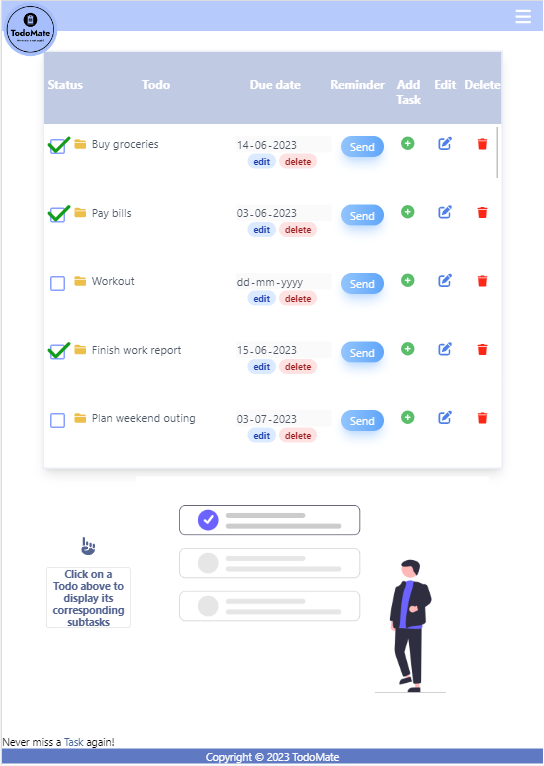 TodoMate
Status Todo Due date Reminder Add Task Edit Delete
Buy groceries 14-06-2023 Send
edit delete
Pay bills 03-06-2023 Send
edit delete
Workout dd-mm-yyyy Send
edit delete
Finish work report 15-06-2023 Send
edit delete
Plan weekend outing 03-07-2023 Send
edit delete
Click on a
Todo above to
display its
corresponding
subtasks
Never miss a Task again!
Copyright © 2023 TodoMate